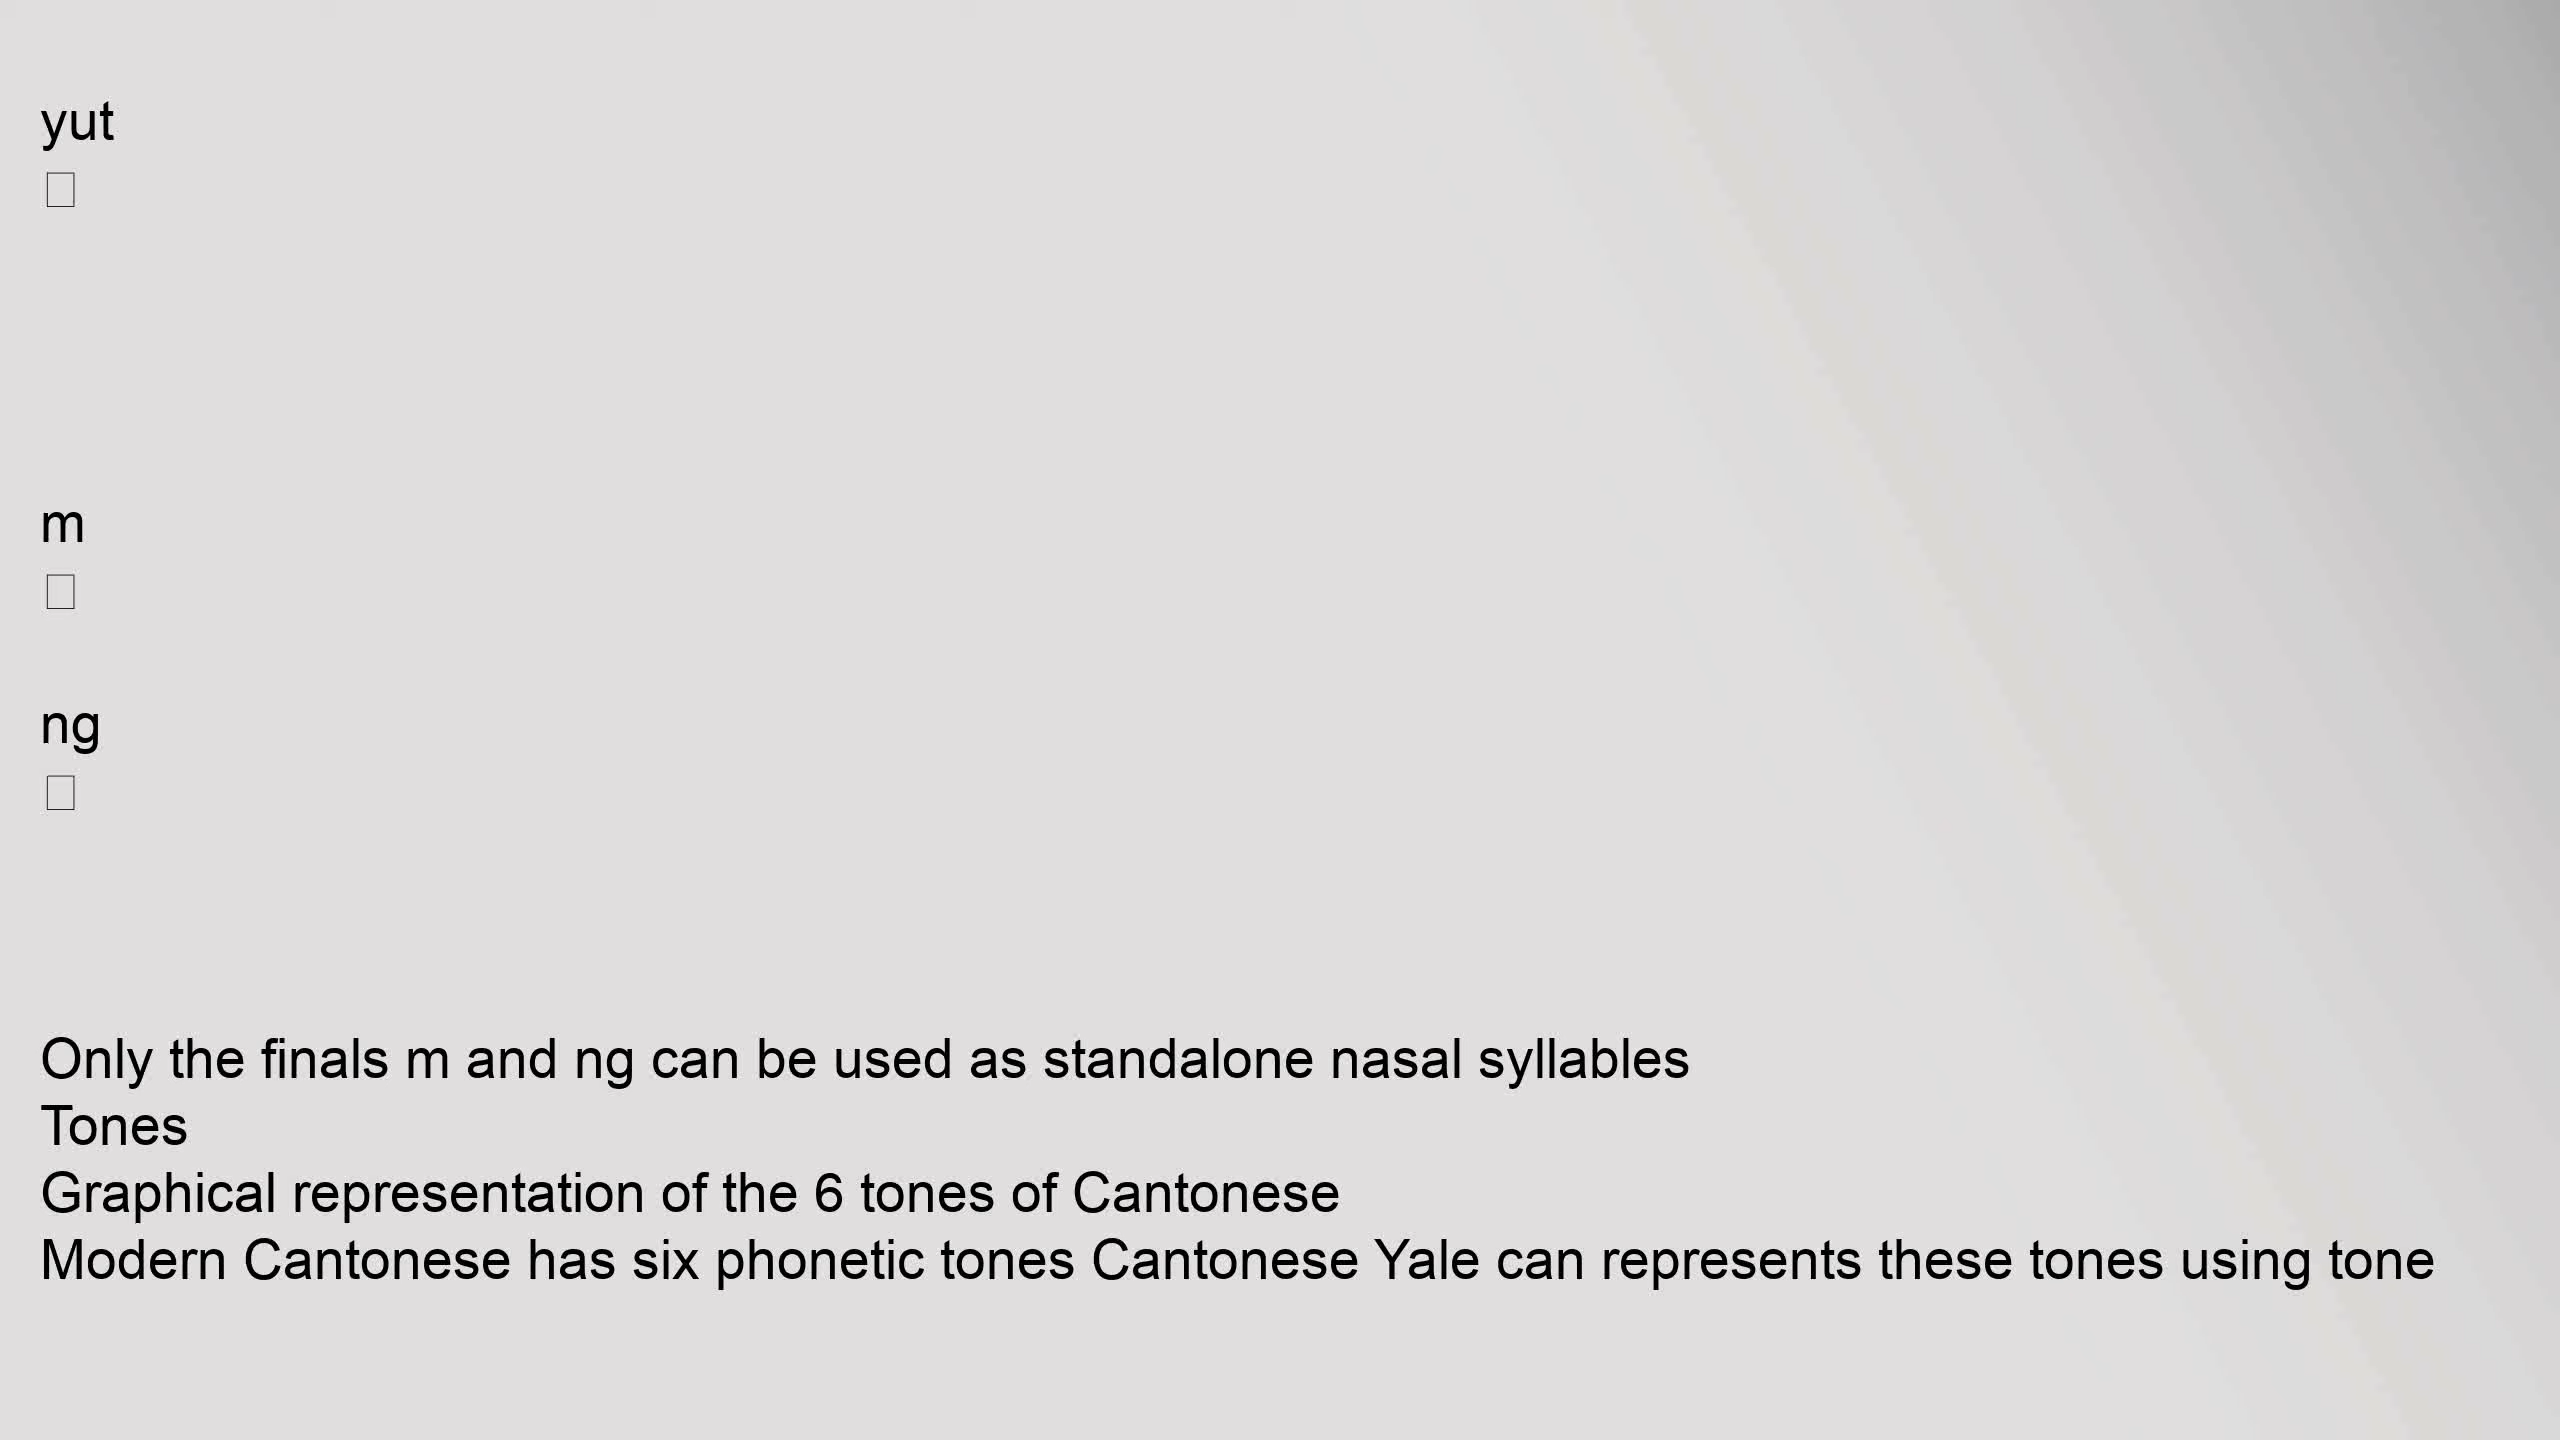 yut
m
ng
Only the finals m and ng can be used as standalone nasal syllables
Tones
Graphical representation of the 6 tones of Cantonese
Modern Cantonese has six phonetic tones Cantonese Yale can represents these tones using tone